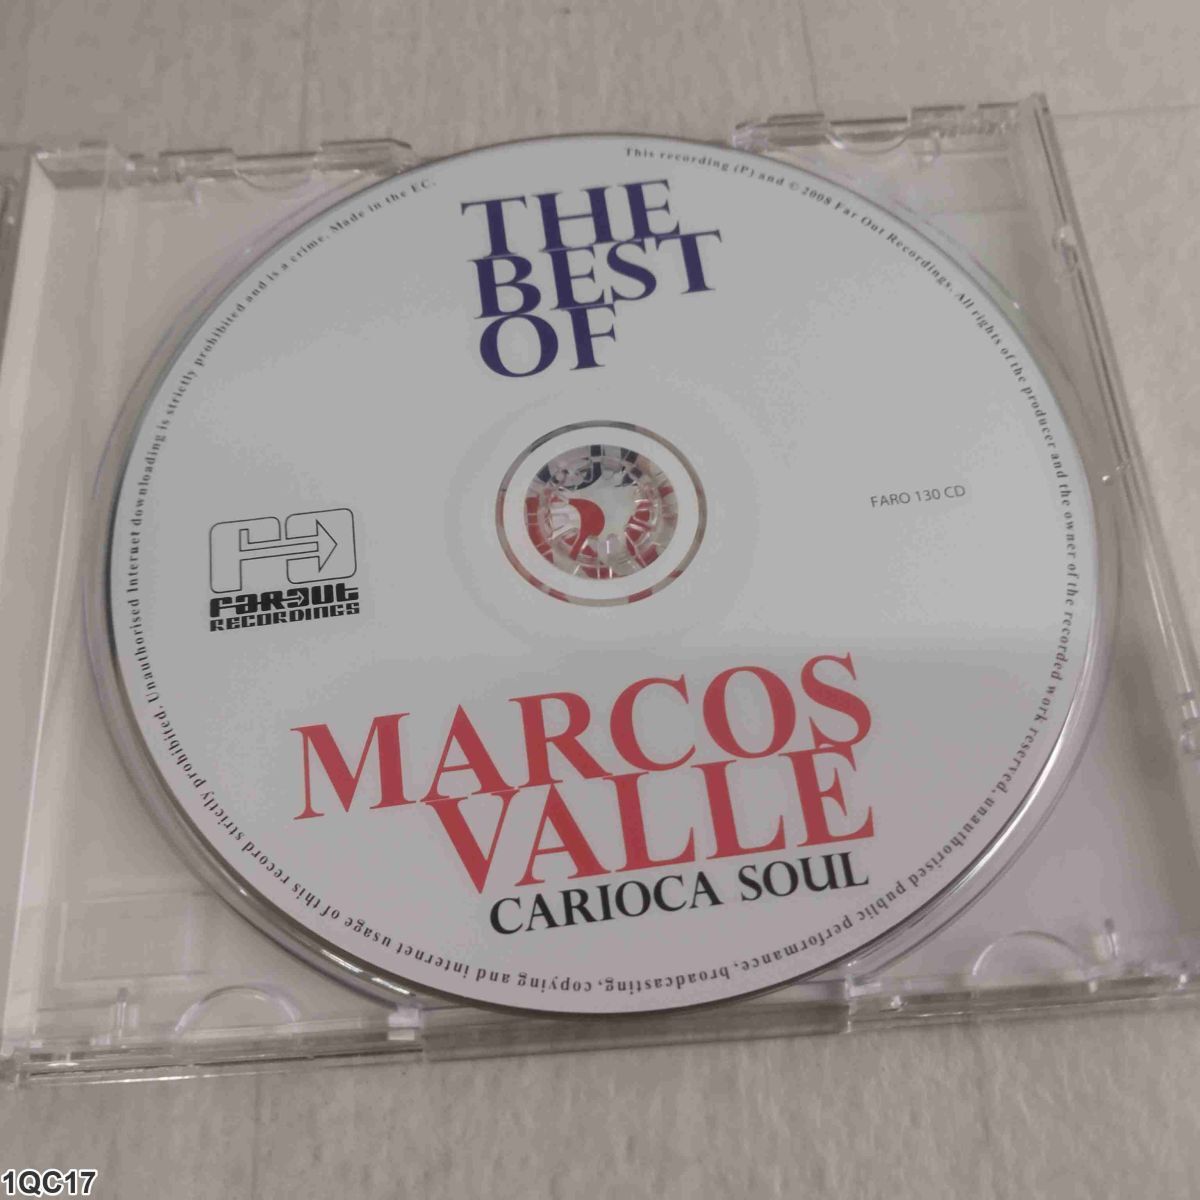 THE
BEST
OF
This recording (P) and © 2008 Far Out Recordings. All rights of the producer and the owner of the recorded work reserved, unauthorised public performance, broadcasting, copying and internet usage of this record strictly prohibited. Unauthorised Internet downloading is strictly prohibited and is a crime. Made in the EC.
FARO 130 CD
FAR OUT
RECORDINGS
MARCOS
VALLE
CARIOCA SOUL
1QC17